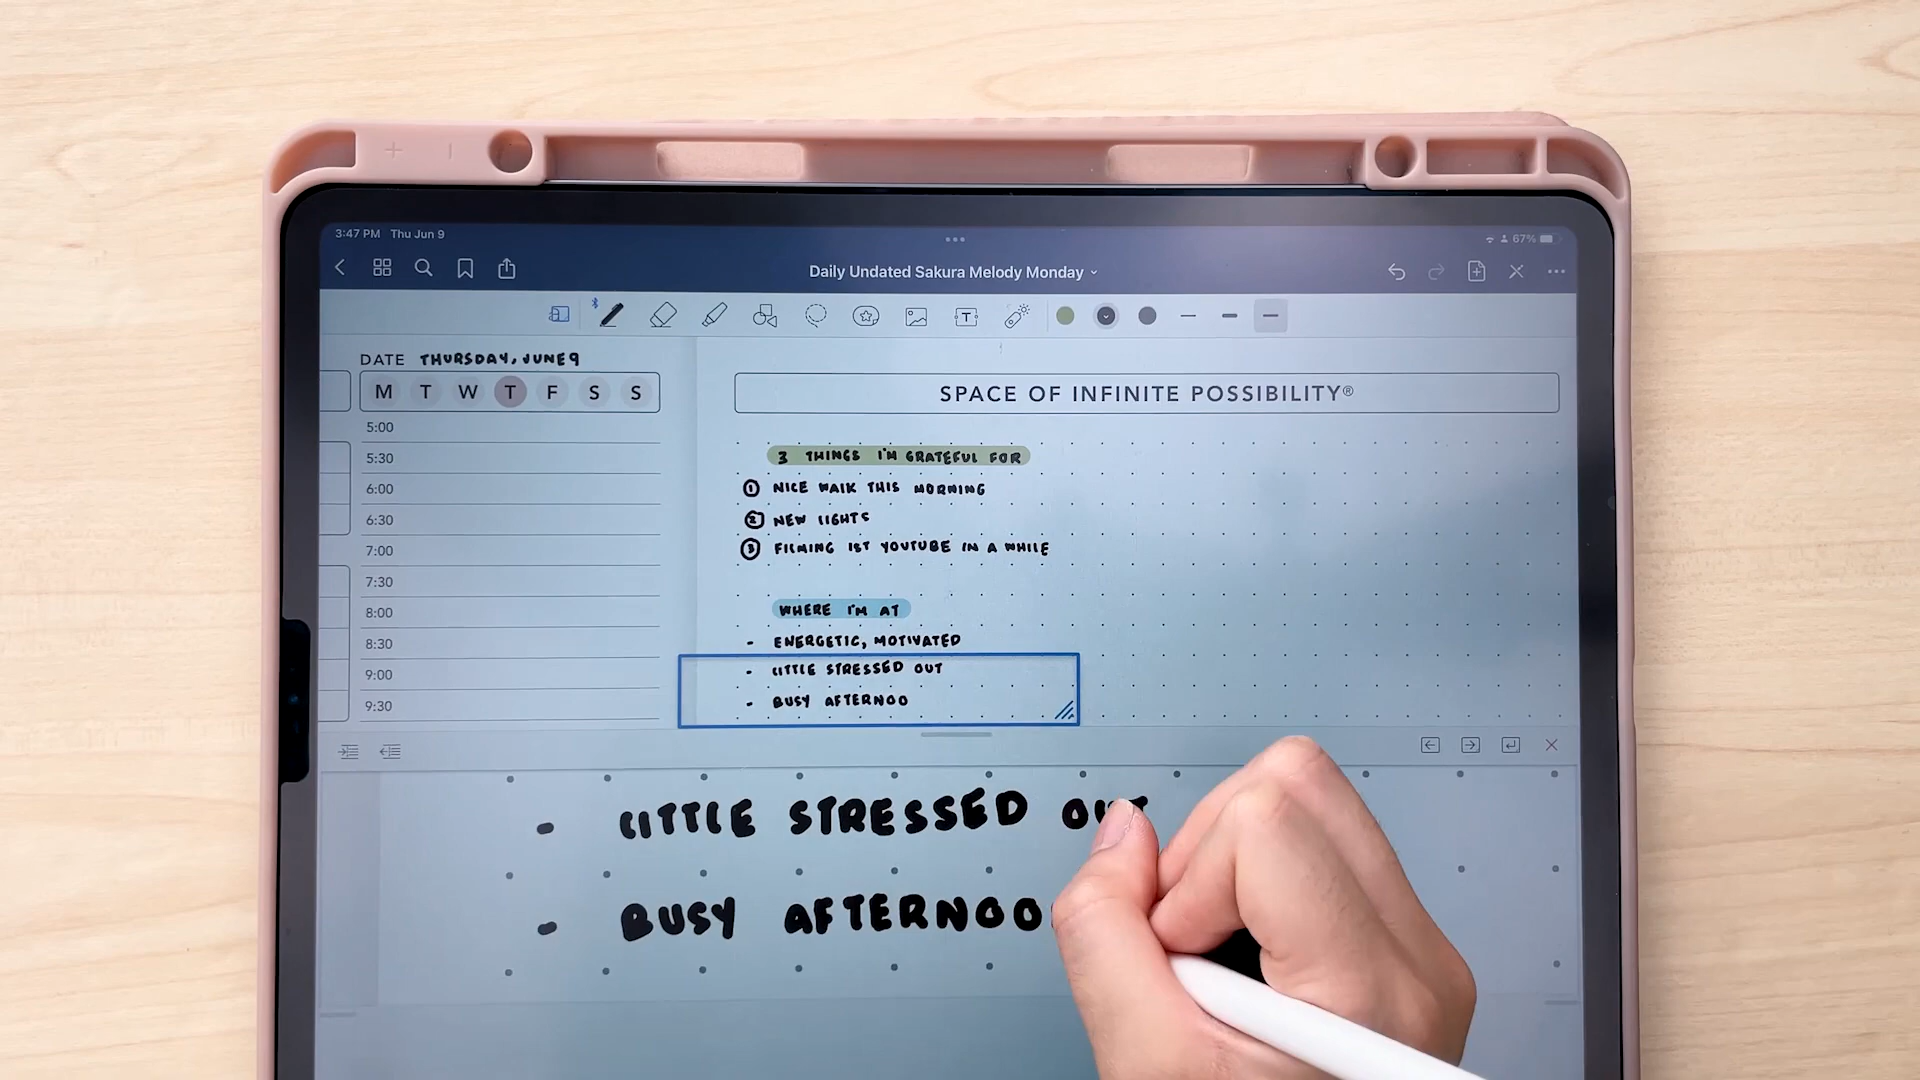 3:47 PM Thu Jun 9
67%
Daily Undated Sakura Melody Monday
T
DATE THURSDAY, JUNE 9
M T W T F S S
5:00
5:30
6:00
6:30
7:00
7:30
8:00
8:30
9:00
9:30
SPACE OF INFINITE POSSIBILITY®
3 THINGS I'M GRATEFUL FOR
1 NICE WALK THIS MORNING
2 NEW LIGHTS
3 FILMING 1ST YOUTUBE IN A WHILE
WHERE I'M AT
- ENERGETIC, MOTIVATED
- LITTLE STRESSED OUT
- BUSY AFTERNOO
- LITTLE STRESSED OUT
- BUSY AFTERNOO